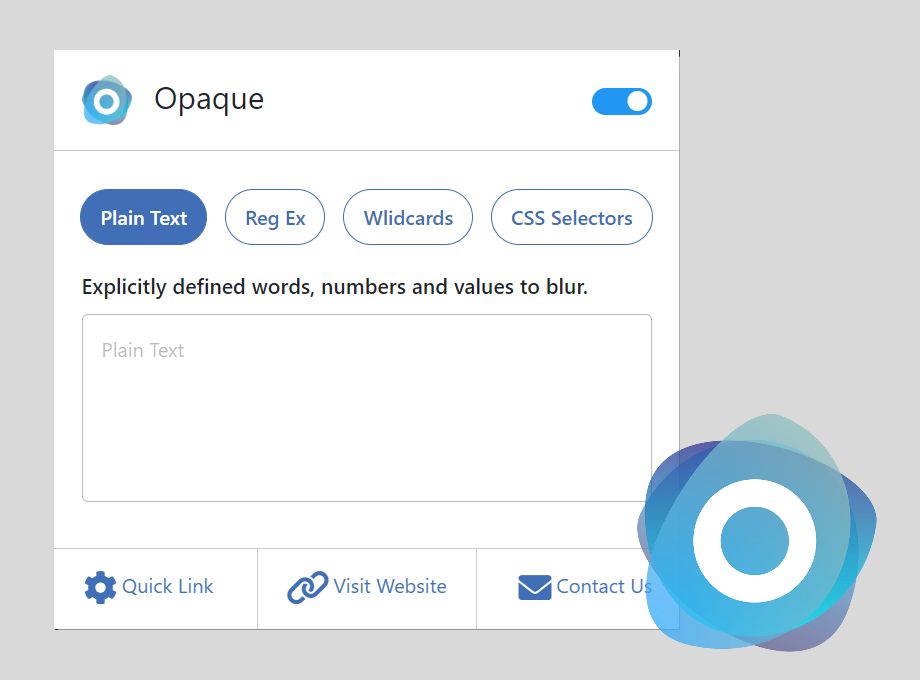 Opaque
Plain Text Reg Ex Wlidcards CSS Selectors
Explicitly defined words, numbers and values to blur.
Plain Text
Quick Link Visit Website Contact Us